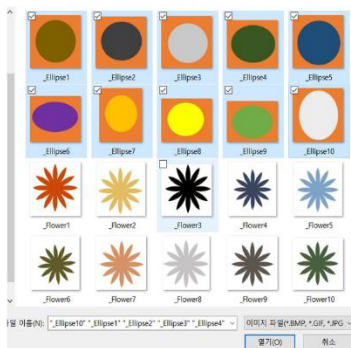 _Ellipse1 _Ellipse2 _Ellipse3 _Ellipse4 _Ellipse5
_Ellipse6 _Ellipse7 _Ellipse8 _Ellipse9 _Ellipse10
_Flower1 _Flower2 _Flower3 _Flower4 _Flower5
_Flower6 _Flower7 _Flower8 _Flower9 _Flower10
일 이름(N): "_Ellipse10" "_Ellipse1" "_Ellipse2" "_Ellipse3" "_Ellipse4" 이미지 파일(*.BMP, *.GIF, *.JPG
열기(O) 취소